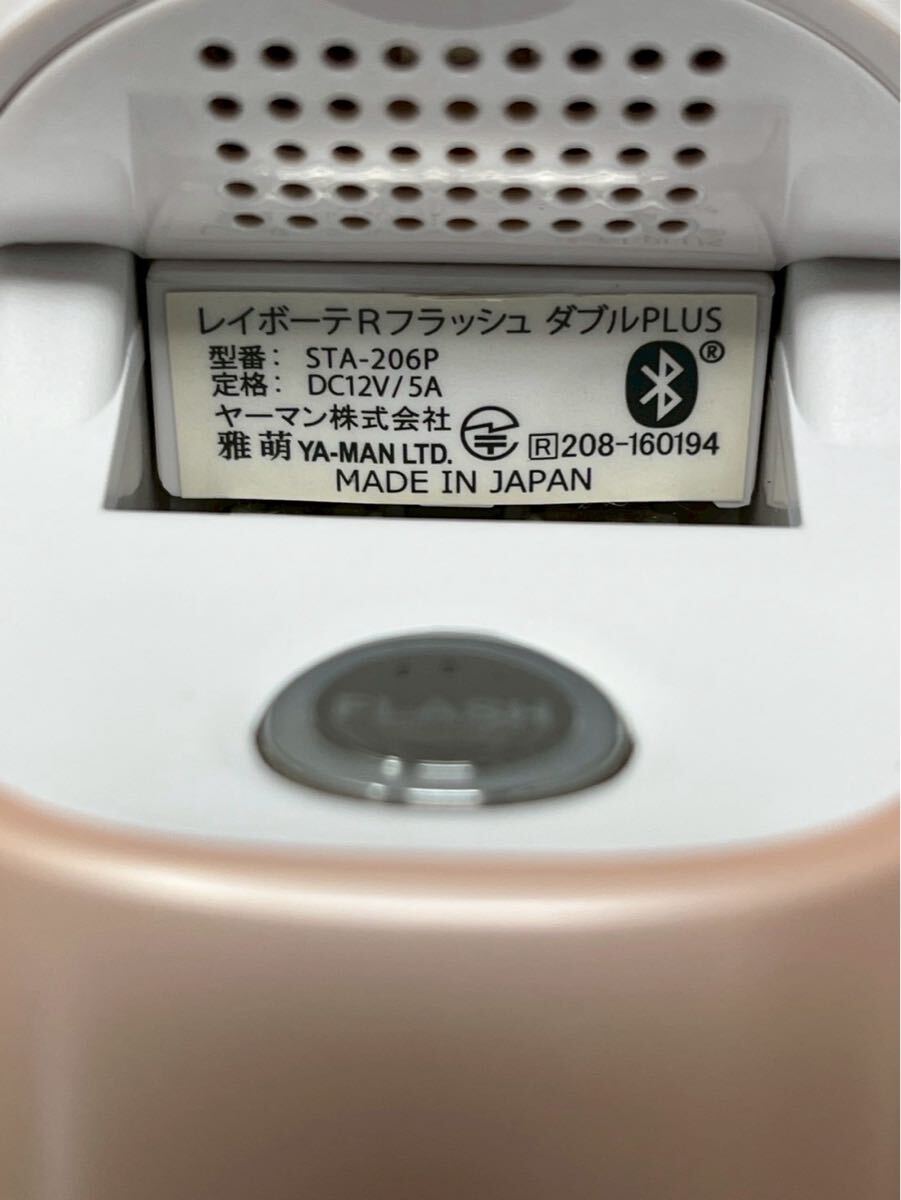 レイボーテRフラッシュ ダブルPLUS
型番： STA-206P
定格： DC12V/5A
ヤーマン株式会社
雅萌 YA-MAN LTD.
R 208-160194
MADE IN JAPAN
FLASH